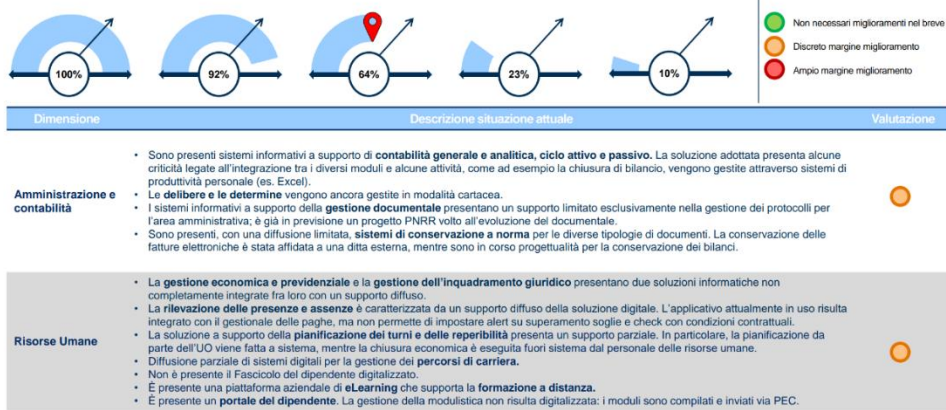 100%
92%
64%
23%
10%
Non necessari miglioramenti nel breve
Discreto margine miglioramento
Ampio margine miglioramento
Dimensione
Descrizione situazione attuale
Valutazione
Amministrazione e
contabilità
• Sono presenti sistemi informativi a supporto di contabilità generale e analitica, ciclo attivo e passivo. La soluzione adottata presenta alcune
criticità legate all'integrazione tra i diversi moduli e alcune attività, come ad esempio la chiusura di bilancio, vengono gestite attraverso sistemi di
produttività personale (es. Excel).
• Le delibere e le determine vengono ancora gestite in modalità cartacea.
• I sistemi informativi a supporto della gestione documentale presentano un supporto limitato esclusivamente nella gestione dei protocolli per
l'area amministrativa; è già in previsione un progetto PNRR volto all'evoluzione del documentale.
• Sono presenti, con una diffusione limitata, sistemi di conservazione a norma per le diverse tipologie di documenti. La conservazione delle
fatture elettroniche è stata affidata a una ditta esterna, mentre sono in corso progettualità per la conservazione dei bilanci.
Risorse Umane
• La gestione economica e previdenziale e la gestione dell'inquadramento giuridico presentano due soluzioni informatiche non
completamente integrate fra loro con un supporto diffuso.
• La rilevazione delle presenze e assenze è caratterizzata da un supporto diffuso della soluzione digitale. L'applicativo attualmente in uso risulta
integrato con il gestionale delle paghe, ma non permette di impostare alert su superamento soglie e check con condizioni contrattuali.
• La soluzione a supporto della pianificazione dei turni e delle reperibilità presenta un supporto parziale. In particolare, la pianificazione da
parte dell'UO viene fatta a sistema, mentre la chiusura economica è eseguita fuori sistema dal personale delle risorse umane.
• Diffusione parziale di sistemi digitali per la gestione dei percorsi di carriera.
• Non è presente il Fascicolo del dipendente digitalizzato.
• È presente una piattaforma aziendale di eLearning che supporta la formazione a distanza.
• È presente un portale del dipendente. La gestione della modulistica non risulta digitalizzata: i moduli sono compilati e inviati via PEC.